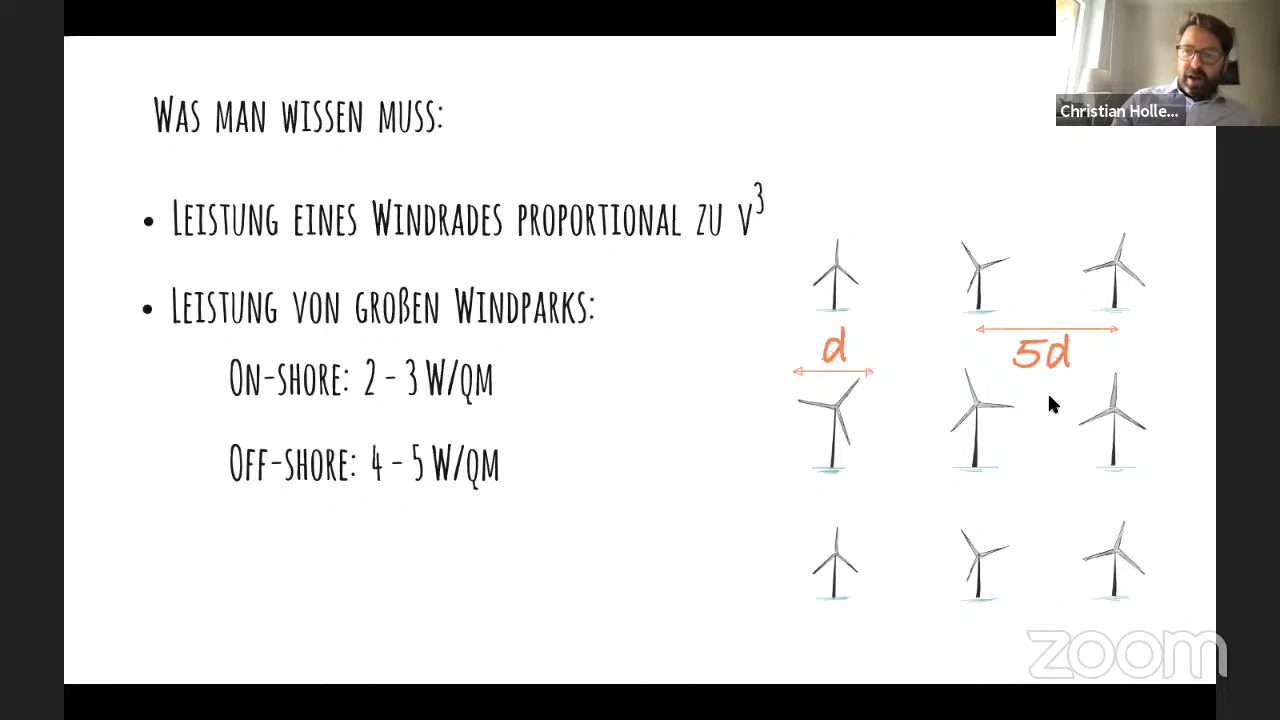 Was man wissen muss:
• Leistung eines Windrades proportional zu v³
• Leistung von großen Windparks:
On-shore: 2 - 3 W/qm
Off-shore: 4 - 5 W/qm
d
5d
Christian Holle...
zoom